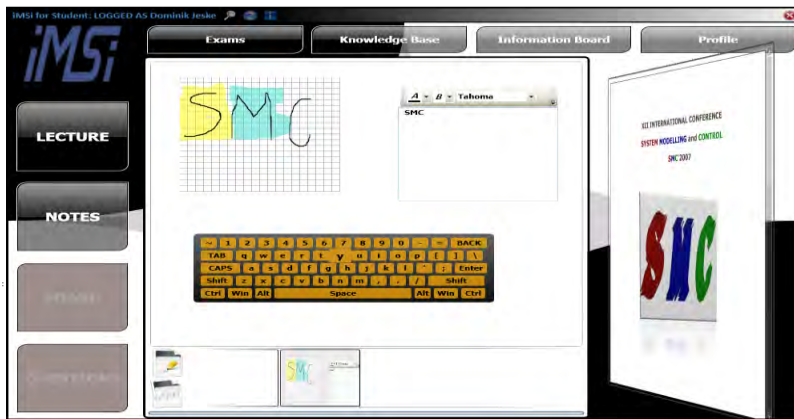 iMSi for Student: LOGGED AS Dominik Jeske
iMSi
Exams
Knowledge Base
Information Board
Profile
LECTURE
NOTES
SMC
A B Tahoma
SMC
XII INTERNATIONAL CONFERENCE
SYSTEM MODELLING and CONTROL
SMC'2007
SMC
~ 1 2 3 4 5 6 7 8 9 0 - = BACK
TAB q w e r t y u i o p [ ] \
CAPS a s d f g h j k l ' ; Enter
Shift z x c v b n m , . / Shift
Ctrl Win Alt Space Alt Win Ctrl
SMC